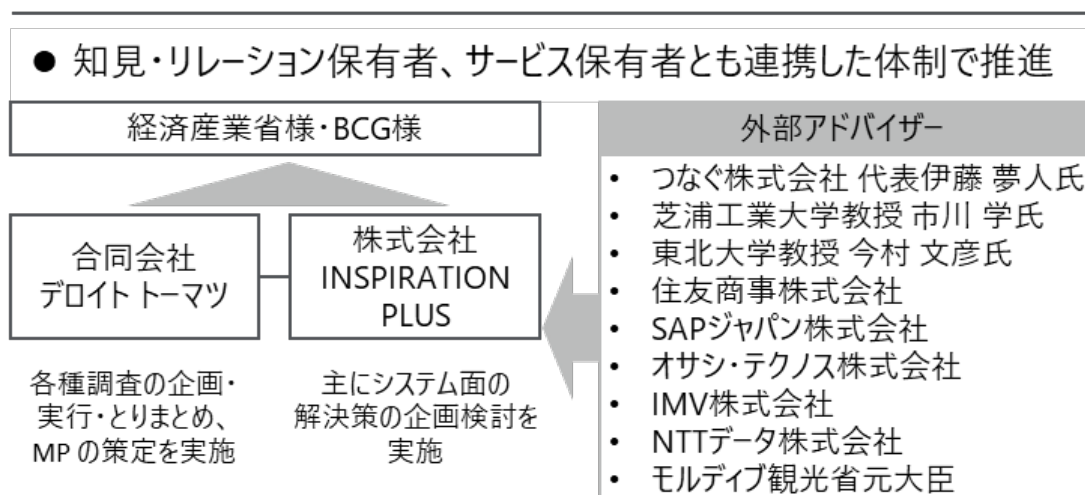 ● 知見・リレーション保有者、サービス保有者とも連携した体制で推進
経済産業省様・BCG様
合同会社
デロイト トーマツ
株式会社
INSPIRATION
PLUS
各種調査の企画・
実行・とりまとめ、
MP の策定を実施
主にシステム面の
解決策の企画検討を
実施
外部アドバイザー
• つなぐ株式会社 代表伊藤 夢人氏
• 芝浦工業大学教授 市川 学氏
• 東北大学教授 今村 文彦氏
• 住友商事株式会社
• SAPジャパン株式会社
• オサシ・テクノス株式会社
• IMV株式会社
• NTTデータ株式会社
• モルディブ観光省元大臣